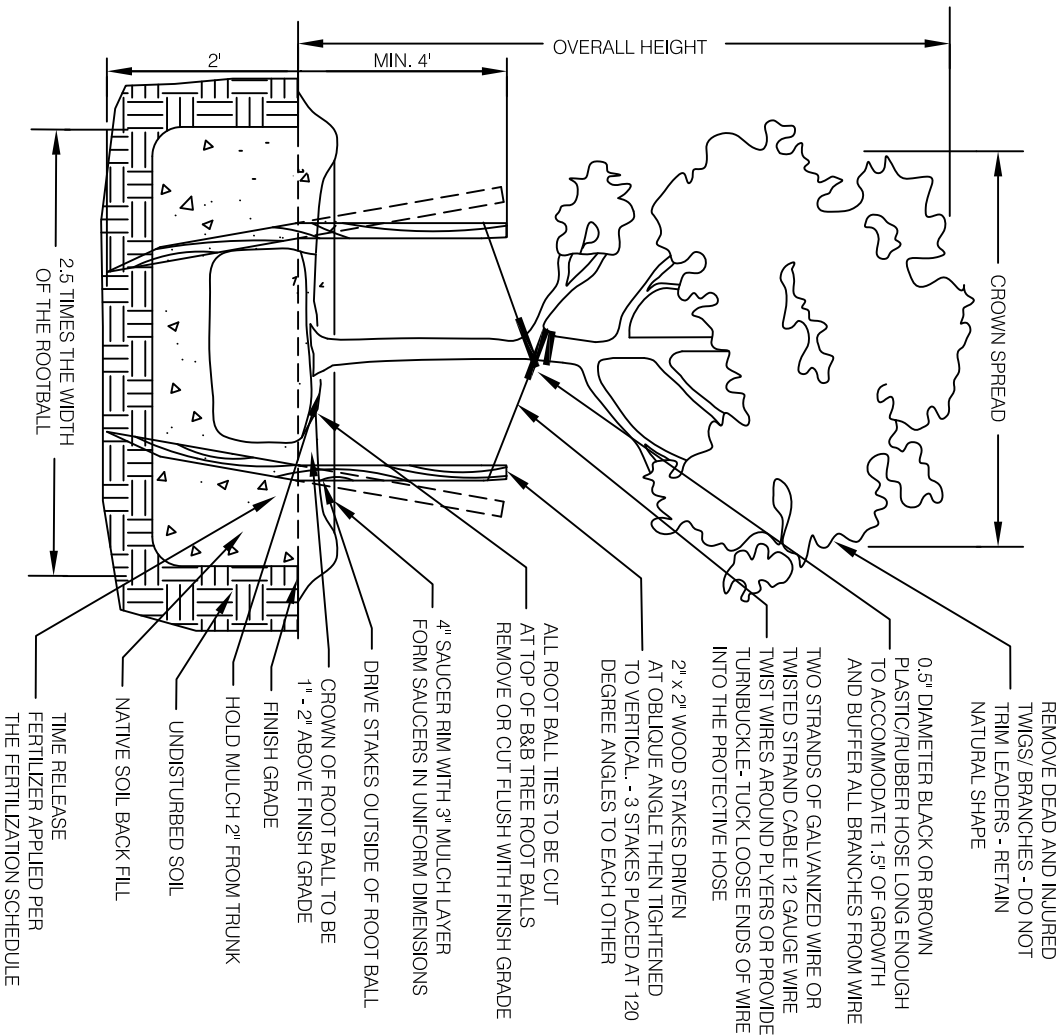 OVERALL HEIGHT
2'
MIN. 4'
CROWN SPREAD
2.5 TIMES THE WIDTH
OF THE ROOTBALL
REMOVE DEAD AND INJURED
TWIGS/ BRANCHES - DO NOT
TRIM LEADERS - RETAIN
NATURAL SHAPE
0.5" DIAMETER BLACK OR BROWN
PLASTIC/RUBBER HOSE LONG ENOUGH
TO ACCOMMODATE 1.5" OF GROWTH
AND BUFFER ALL BRANCHES FROM WIRE
TWO STRANDS OF GALVANIZED WIRE OR
TWISTED STRAND CABLE 12 GAUGE WIRE
TWIST WIRES AROUND PLYERS OR PROVIDE
TURNBUCKLE- TUCK LOOSE ENDS OF WIRE
INTO THE PROTECTIVE HOSE
2" x 2" WOOD STAKES DRIVEN
AT OBLIQUE ANGLE THEN TIGHTENED
TO VERTICAL. - 3 STAKES PLACED AT 120
DEGREE ANGLES TO EACH OTHER
ALL ROOT BALL TIES TO BE CUT
AT TOP OF B&B TREE ROOT BALLS
REMOVE OR CUT FLUSH WITH FINISH GRADE
4" SAUCER RIM WITH 3" MULCH LAYER
FORM SAUCERS IN UNIFORM DIMENSIONS
DRIVE STAKES OUTSIDE OF ROOT BALL
CROWN OF ROOT BALL TO BE
1" - 2" ABOVE FINISH GRADE
HOLD MULCH 2" FROM TRUNK
FINISH GRADE
UNDISTURBED SOIL
NATIVE SOIL BACK FILL
TIME RELEASE
FERTILIZER APPLIED PER
THE FERTILIZATION SCHEDULE